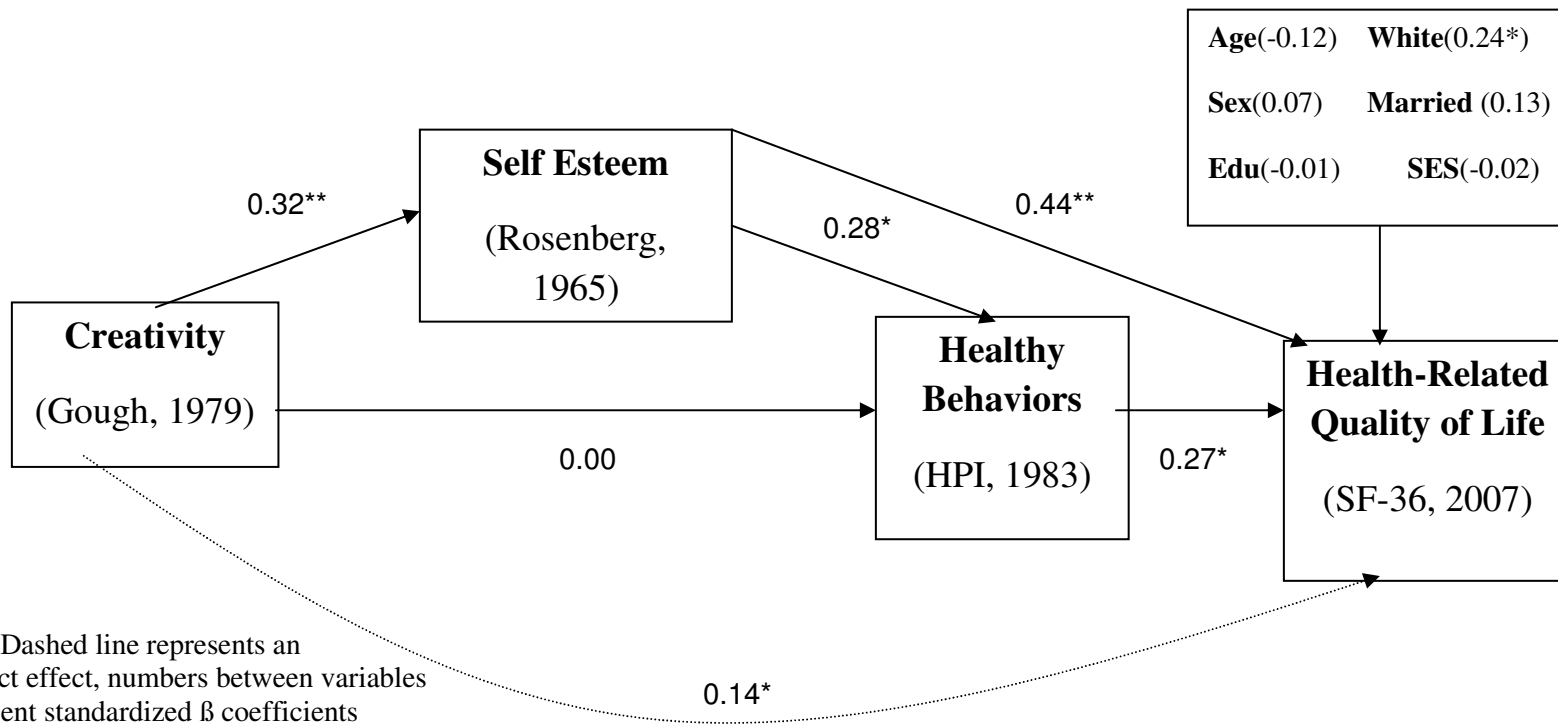 Age(-0.12) White(0.24*)
Sex(0.07) Married (0.13)
Edu(-0.01) SES(-0.02)
Self Esteem
(Rosenberg,
1965)
0.32**
0.28*
0.44**
Creativity
(Gough, 1979)
Healthy
Behaviors
(HPI, 1983)
Health-Related
Quality of Life
(SF-36, 2007)
0.00
0.27*
Dashed line represents an
ct effect, numbers between variables
ent standardized ß coefficients
0.14*